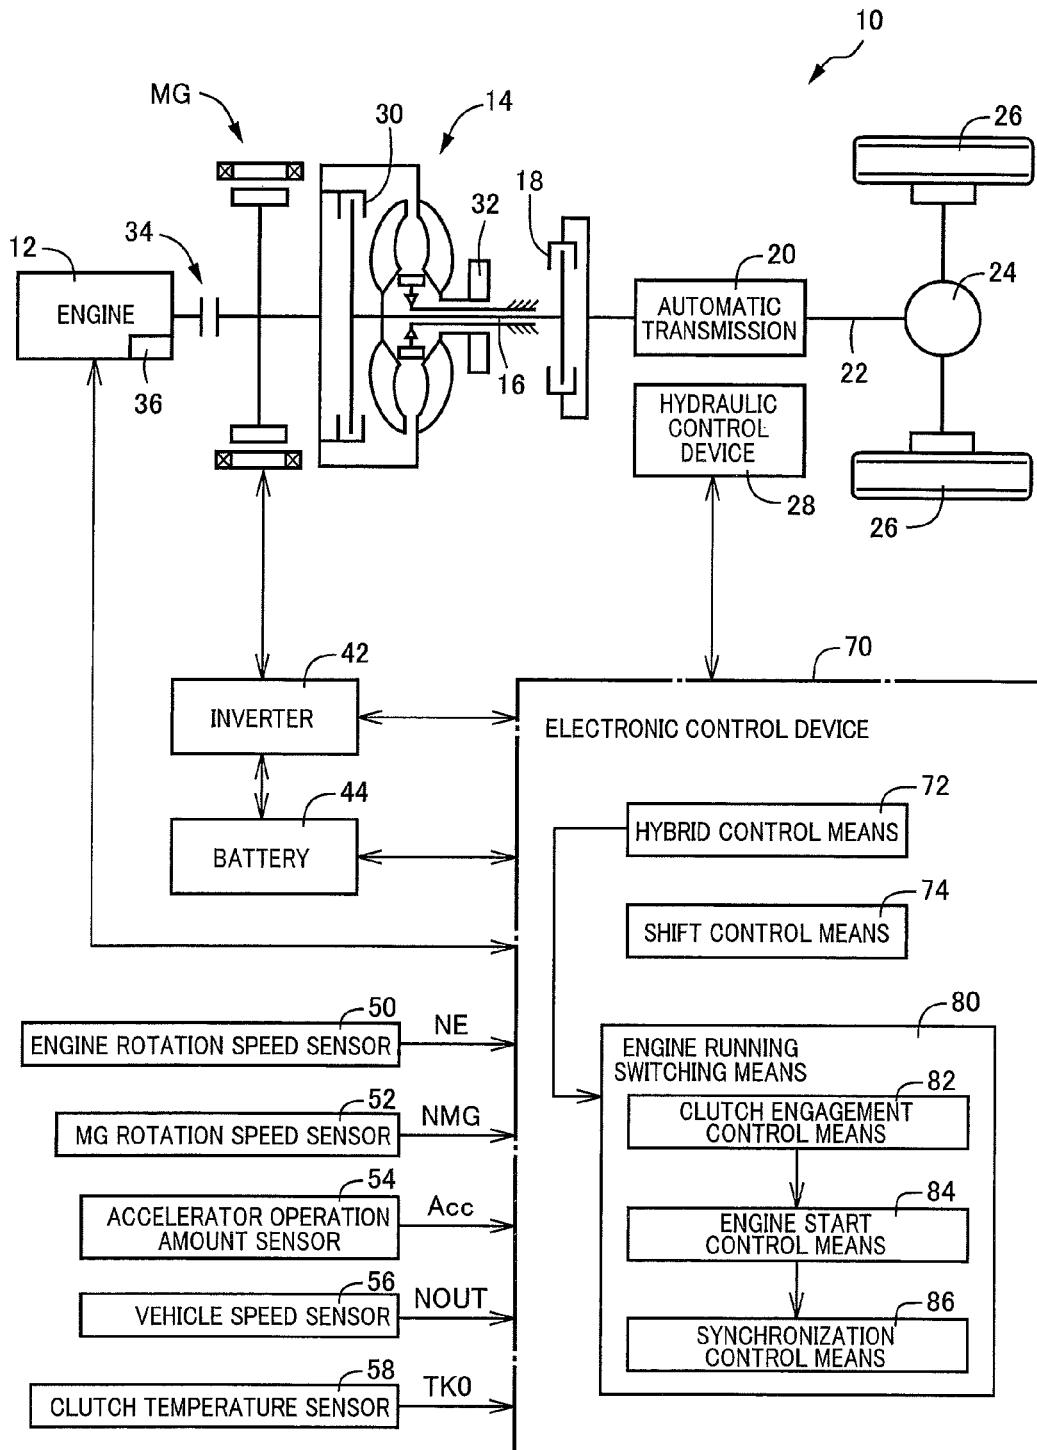 10
MG
30
14
26
32
18
12
34
20
24
ENGINE
AUTOMATIC
TRANSMISSION
36
16
22
HYDRAULIC
CONTROL
DEVICE
28
26
42
70
INVERTER
ELECTRONIC CONTROL DEVICE
44
72
BATTERY
HYBRID CONTROL MEANS
74
SHIFT CONTROL MEANS
50
NE
80
ENGINE ROTATION SPEED SENSOR
ENGINE RUNNING
SWITCHING MEANS
52
NMG
82
MG ROTATION SPEED SENSOR
CLUTCH ENGAGEMENT
CONTROL MEANS
54
Acc
84
ACCELERATOR OPERATION
AMOUNT SENSOR
ENGINE START
CONTROL MEANS
56
NOUT
86
VEHICLE SPEED SENSOR
SYNCHRONIZATION
CONTROL MEANS
58
TK0
CLUTCH TEMPERATURE SENSOR